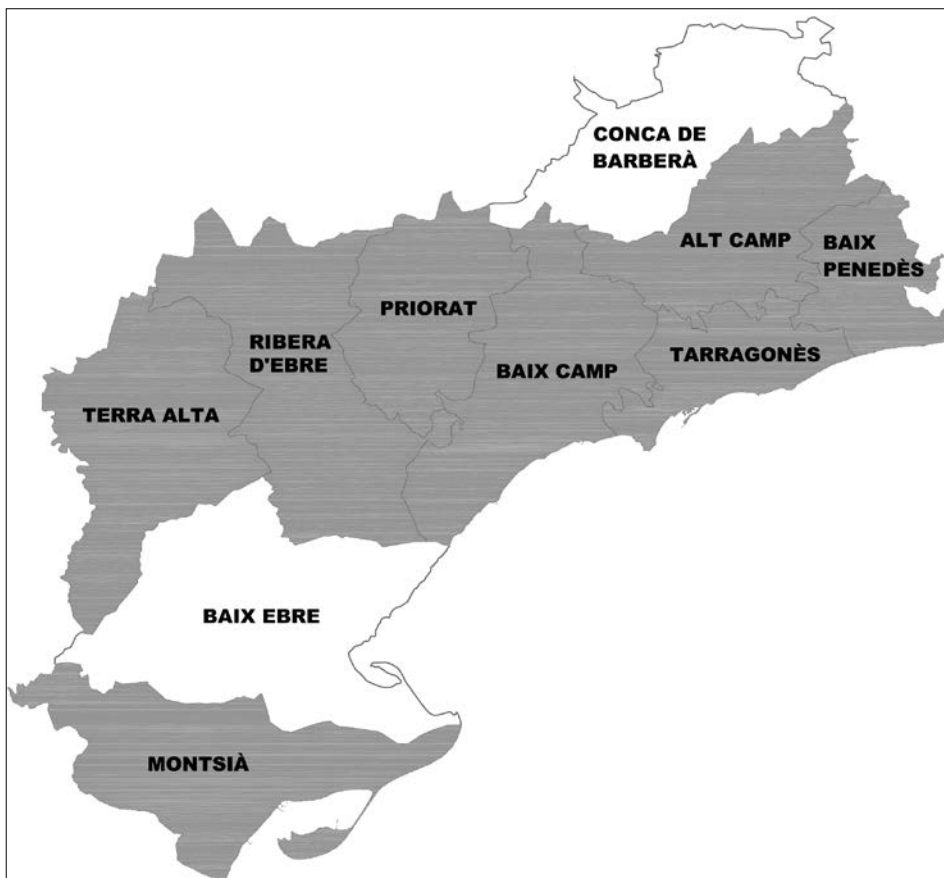 CONCA DE
BARBERÀ
ALT CAMP
BAIX
PENEDÈS
PRIORAT
RIBERA
D'EBRE
TARRAGONÈS
BAIX CAMP
TERRA ALTA
BAIX EBRE
MONTSIÀ